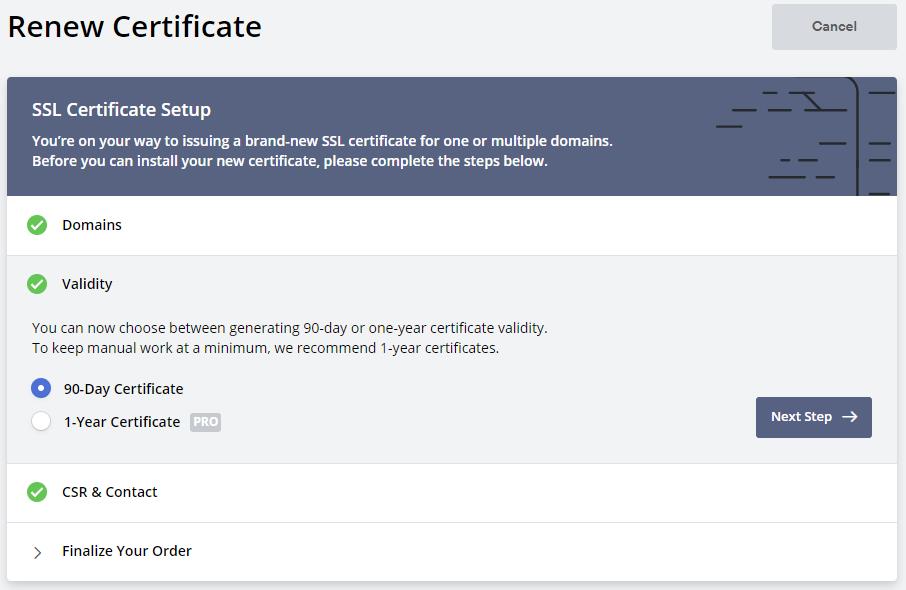 Renew Certificate
Cancel
SSL Certificate Setup
You’re on your way to issuing a brand-new SSL certificate for one or multiple domains.
Before you can install your new certificate, please complete the steps below.
Domains
Validity
You can now choose between generating 90-day or one-year certificate validity.
To keep manual work at a minimum, we recommend 1-year certificates.
90-Day Certificate
1-Year Certificate PRO
Next Step
CSR & Contact
Finalize Your Order